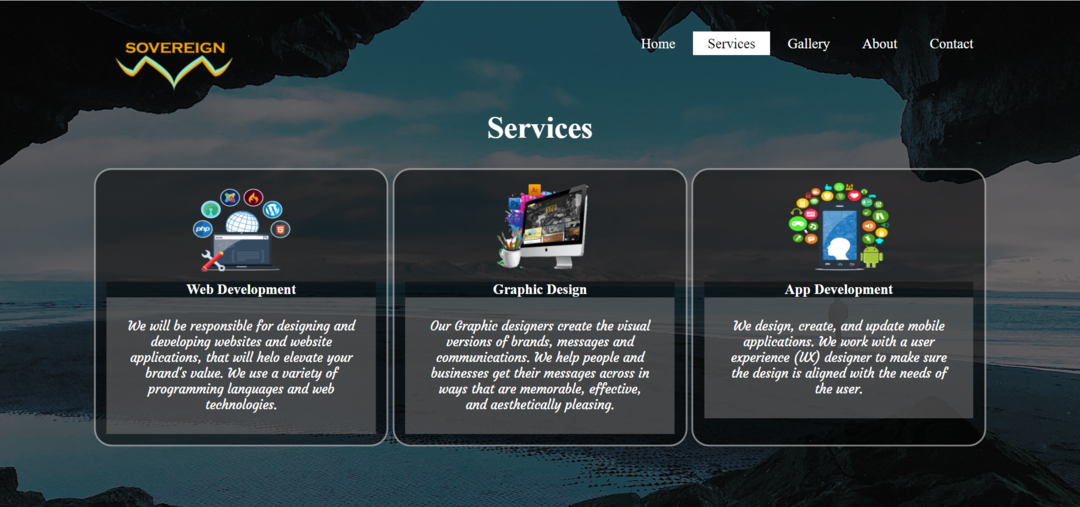 SOVEREIGN
Home Services Gallery About Contact
Services
php
Web Development
We will be responsible for designing and
developing websites and website
applications, that will helo elevate your
brand's value. We use a variety of
programming languages and web
technologies.
Graphic Design
Our Graphic designers create the visual
versions of brands, messages and
communications. We help people and
businesses get their messages across in
ways that are memorable, effective,
and aesthetically pleasing.
App Development
We design, create, and update mobile
applications. We work with a user
experience (UX) designer to make sure
the design is aligned with the needs of
the user.